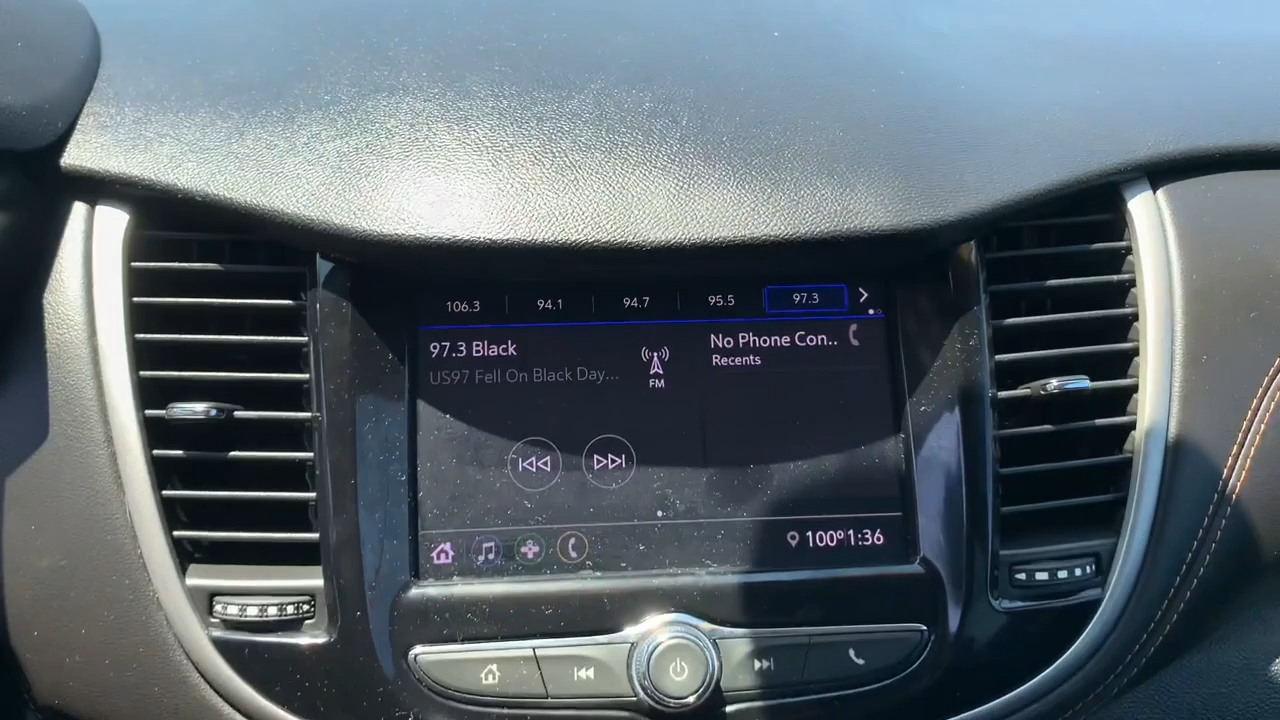 106.3 94.1 94.7 95.5 97.3
97.3 Black
US97 Fell On Black Day...
FM
No Phone Con..
Recents
100° 1:36